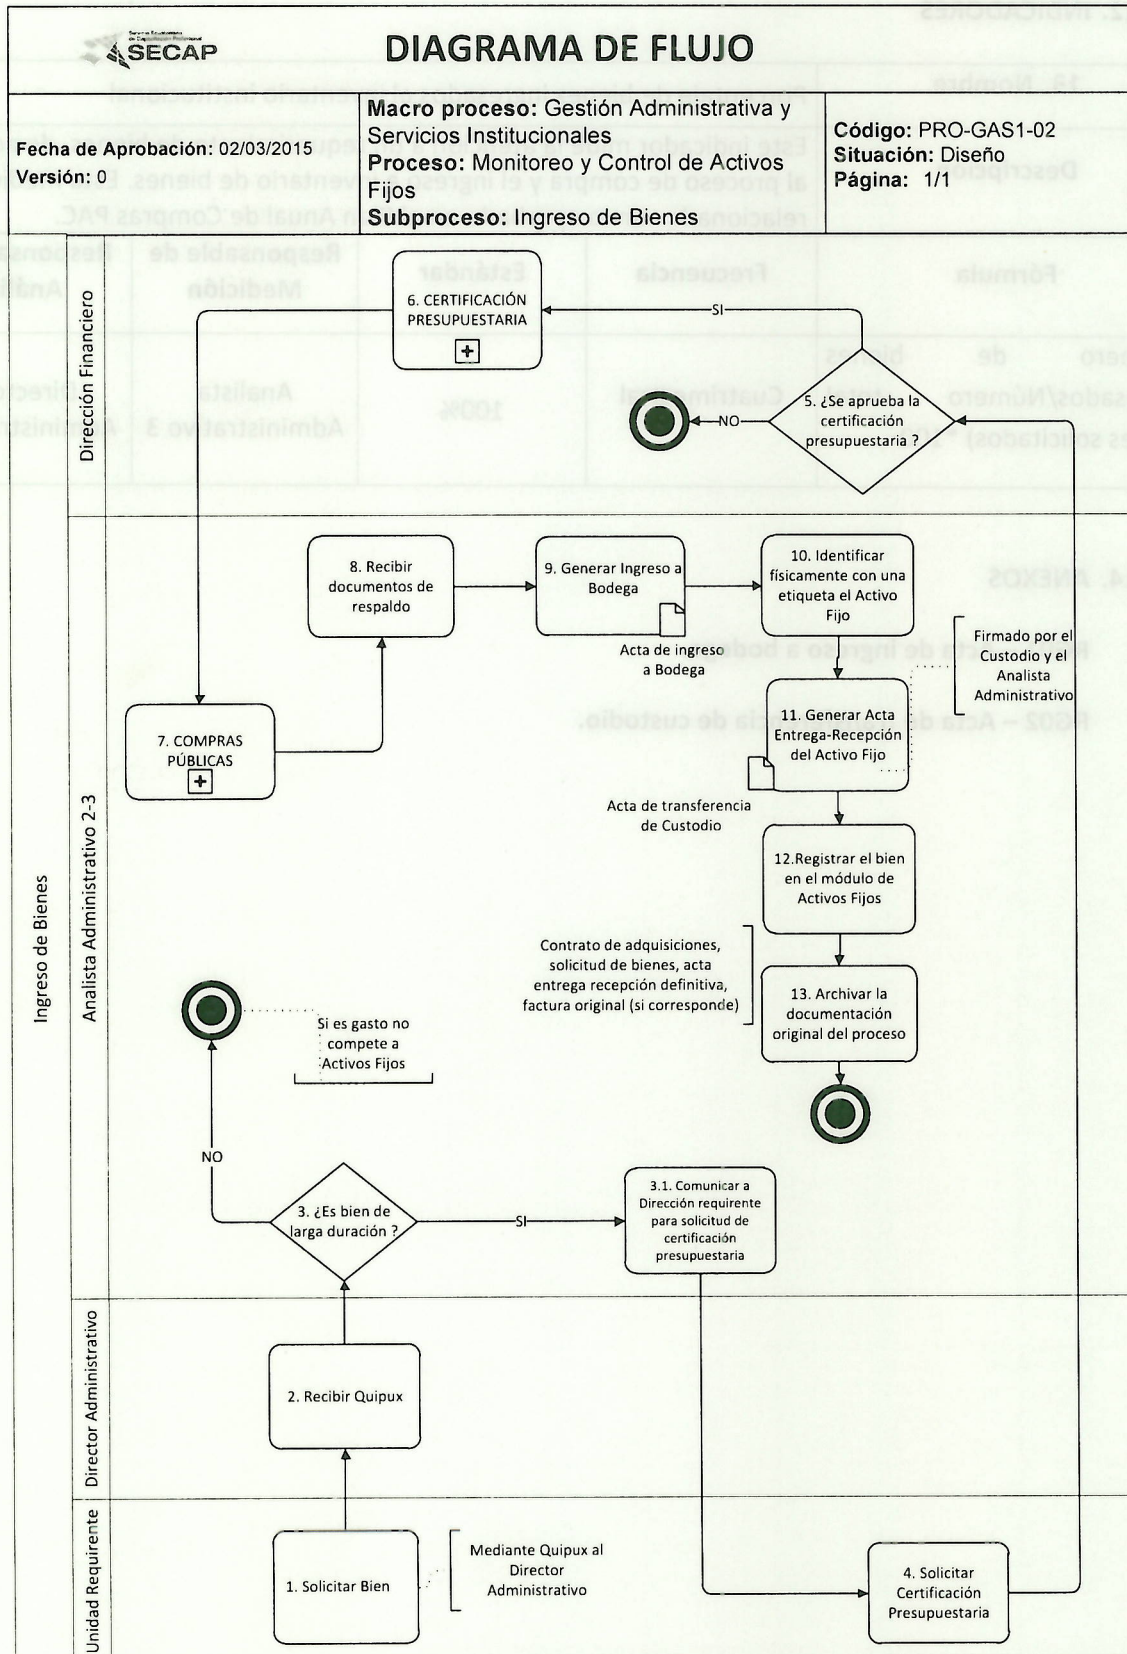 Servicio Ecuatoriano
de Capacitación Profesional
SECAP
DIAGRAMA DE FLUJO
Fecha de Aprobación: 02/03/2015
Versión: 0
Macro proceso: Gestión Administrativa y
Servicios Institucionales
Proceso: Monitoreo y Control de Activos
Fijos
Subproceso: Ingreso de Bienes
Código: PRO-GAS1-02
Situación: Diseño
Página: 1/1
Ingreso de Bienes
Dirección Financiero
6. CERTIFICACIÓN
PRESUPUESTARIA
SI
5. ¿Se aprueba la
certificación
presupuestaria ?
NO
Analista Administrativo 2-3
8. Recibir
documentos de
respaldo
9. Generar Ingreso a
Bodega
Acta de ingreso
a Bodega
10. Identificar
físicamente con una
etiqueta el Activo
Fijo
Firmado por el
Custodio y el
Analista
Administrativo
7. COMPRAS
PÚBLICAS
11. Generar Acta
Entrega-Recepción
del Activo Fijo
Acta de transferencia
de Custodio
12.Registrar el bien
en el módulo de
Activos Fijos
Contrato de adquisiciones,
solicitud de bienes, acta
entrega recepción definitiva,
factura original (si corresponde)
13. Archivar la
documentación
original del proceso
Si es gasto no
compete a
Activos Fijos
NO
3. ¿Es bien de
larga duración ?
SI
3.1. Comunicar a
Dirección requirente
para solicitud de
certificación
presupuestaria
Director Administrativo
2. Recibir Quipux
Unidad Requirente
1. Solicitar Bien
Mediante Quipux al
Director
Administrativo
4. Solicitar
Certificación
Presupuestaria